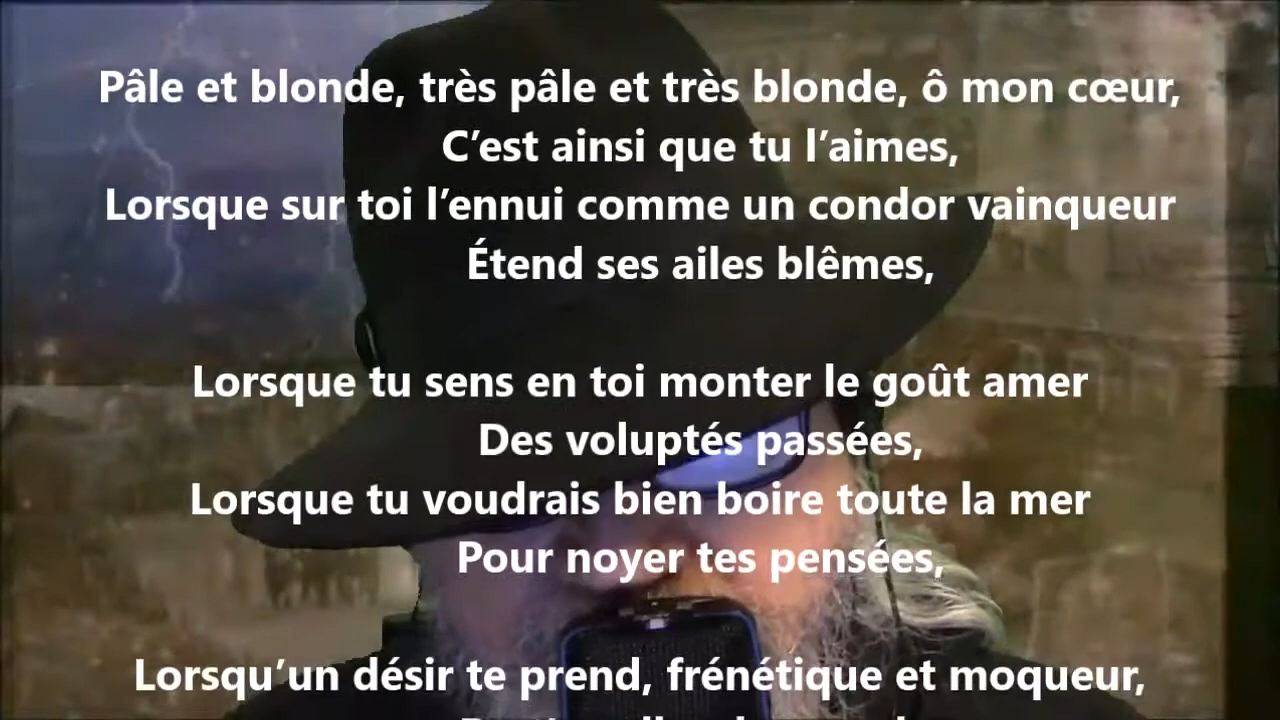 Pâle et blonde, très pâle et très blonde, ô mon cœur,
C’est ainsi que tu l’aimes,
Lorsque sur toi l’ennui comme un condor vainqueur
Étend ses ailes blêmes,
Lorsque tu sens en toi monter le goût amer
Des voluptés passées,
Lorsque tu voudrais bien boire toute la mer
Pour noyer tes pensées,
Lorsqu’un désir te prend, frénétique et moqueur,